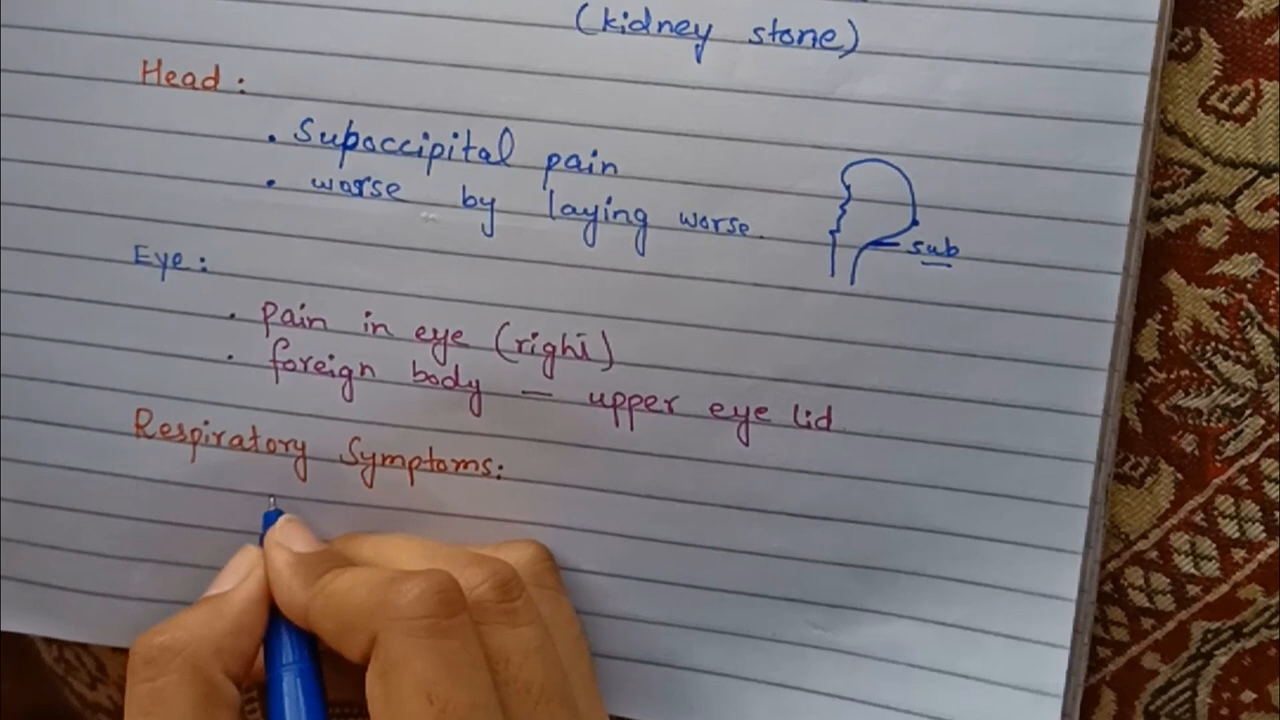 (kidney stone)
Head:
. Suboccipital pain
. worse by laying worse.
sub
Eye:
. pain in eye (right)
. foreign body – upper eye lid
Respiratory Symptoms: